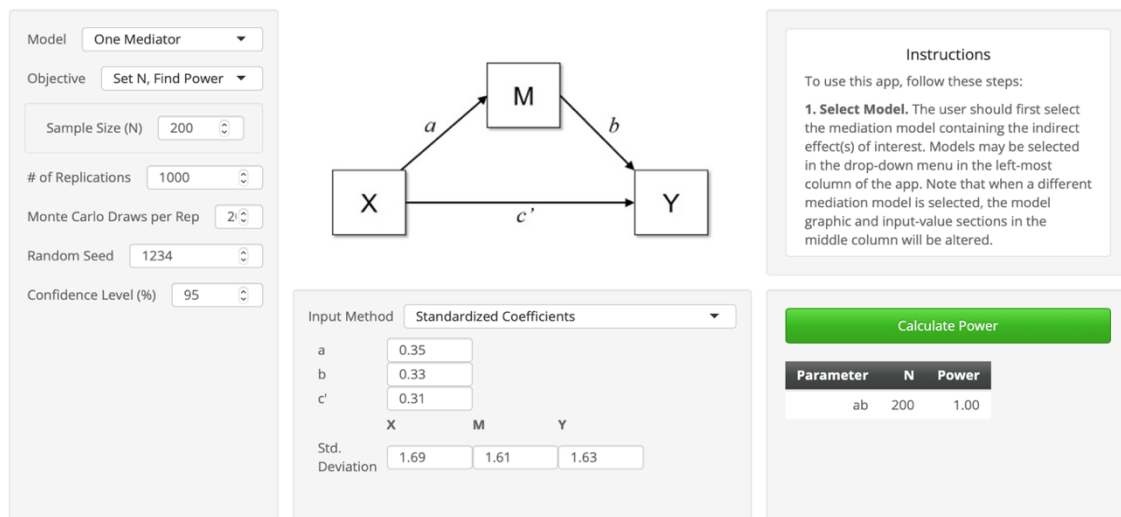 Model One Mediator
Objective Set N, Find Power
Sample Size (N) 200
# of Replications 1000
Monte Carlo Draws per Rep
Random Seed 1234
Confidence Level (%) 95
M
a
b
X
Y
c'
Input Method Standardized Coefficients
a 0.35
b 0.33
c' 0.31
X M Y
Std.
Deviation 1.69 1.61 1.63
Instructions
To use this app, follow these steps:
1. Select Model. The user should first select
the mediation model containing the indirect
effect(s) of interest. Models may be selected
in the drop-down menu in the left-most
column of the app. Note that when a different
mediation model is selected, the model
graphic and input-value sections in the
middle column will be altered.
Calculate Power
Parameter N Power
ab 200 1.00